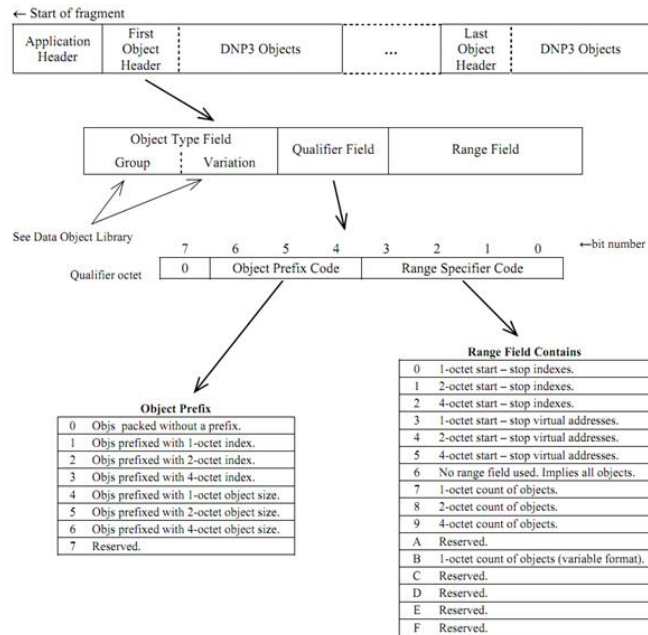 ← Start of fragment
Application Header
First Object Header
DNP3 Objects
...
Last Object Header
DNP3 Objects
Object Type Field
Group
Variation
Qualifier Field
Range Field
See Data Object Library
7 6 5 4 3 2 1 0 ←bit number
Qualifier octet
0
Object Prefix Code
Range Specifier Code
Object Prefix
0 Objs packed without a prefix.
1 Objs prefixed with 1-octet index.
2 Objs prefixed with 2-octet index.
3 Objs prefixed with 4-octet index.
4 Objs prefixed with 1-octet object size.
5 Objs prefixed with 2-octet object size.
6 Objs prefixed with 4-octet object size.
7 Reserved.
Range Field Contains
0 1-octet start – stop indexes.
1 2-octet start – stop indexes.
2 4-octet start – stop indexes.
3 1-octet start – stop virtual addresses.
4 2-octet start – stop virtual addresses.
5 4-octet start – stop virtual addresses.
6 No range field used. Implies all objects.
7 1-octet count of objects.
8 2-octet count of objects.
9 4-octet count of objects.
A Reserved.
B 1-octet count of objects (variable format).
C Reserved.
D Reserved.
E Reserved.
F Reserved.